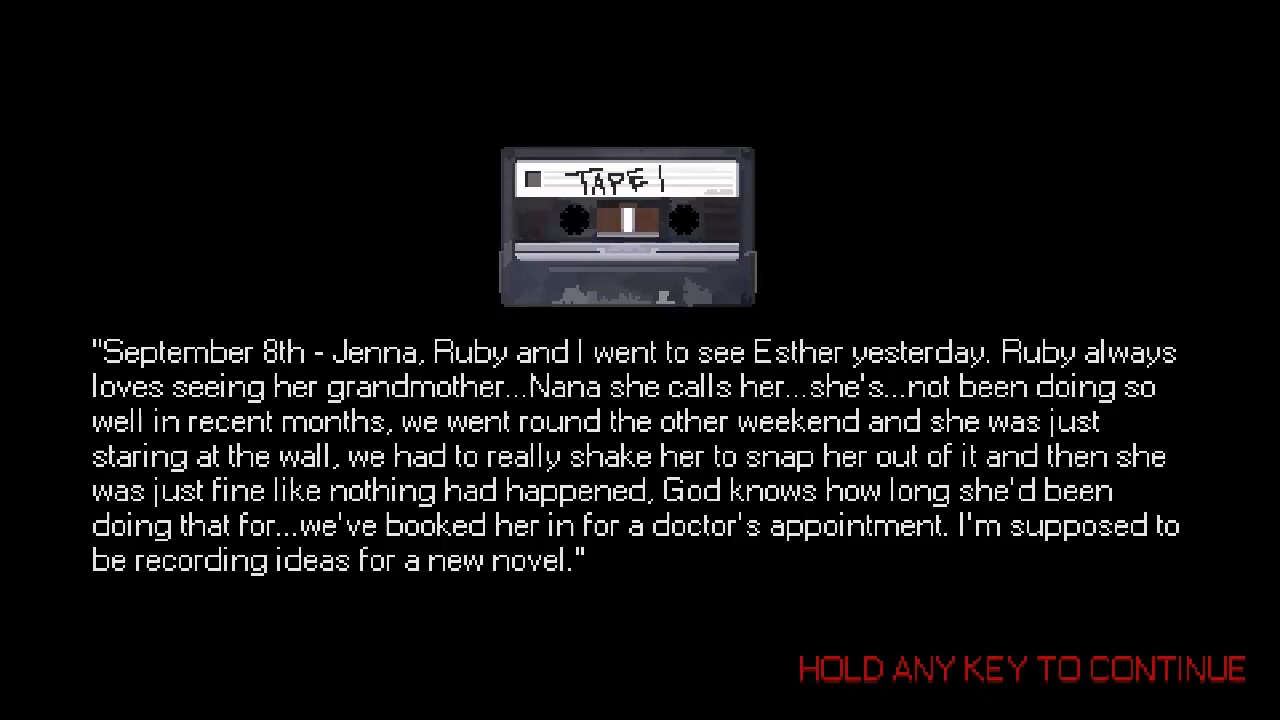 TAPE 1
"September 8th - Jenna, Ruby and I went to see Esther yesterday. Ruby always
loves seeing her grandmother...Nana she calls her...she's...not been doing so
well in recent months, we went round the other weekend and she was just
staring at the wall, we had to really shake her to snap her out of it and then she
was just fine like nothing had happened, God knows how long she'd been
doing that for...we've booked her in for a doctor's appointment. I'm supposed to
be recording ideas for a new novel."
HOLD ANY KEY TO CONTINUE